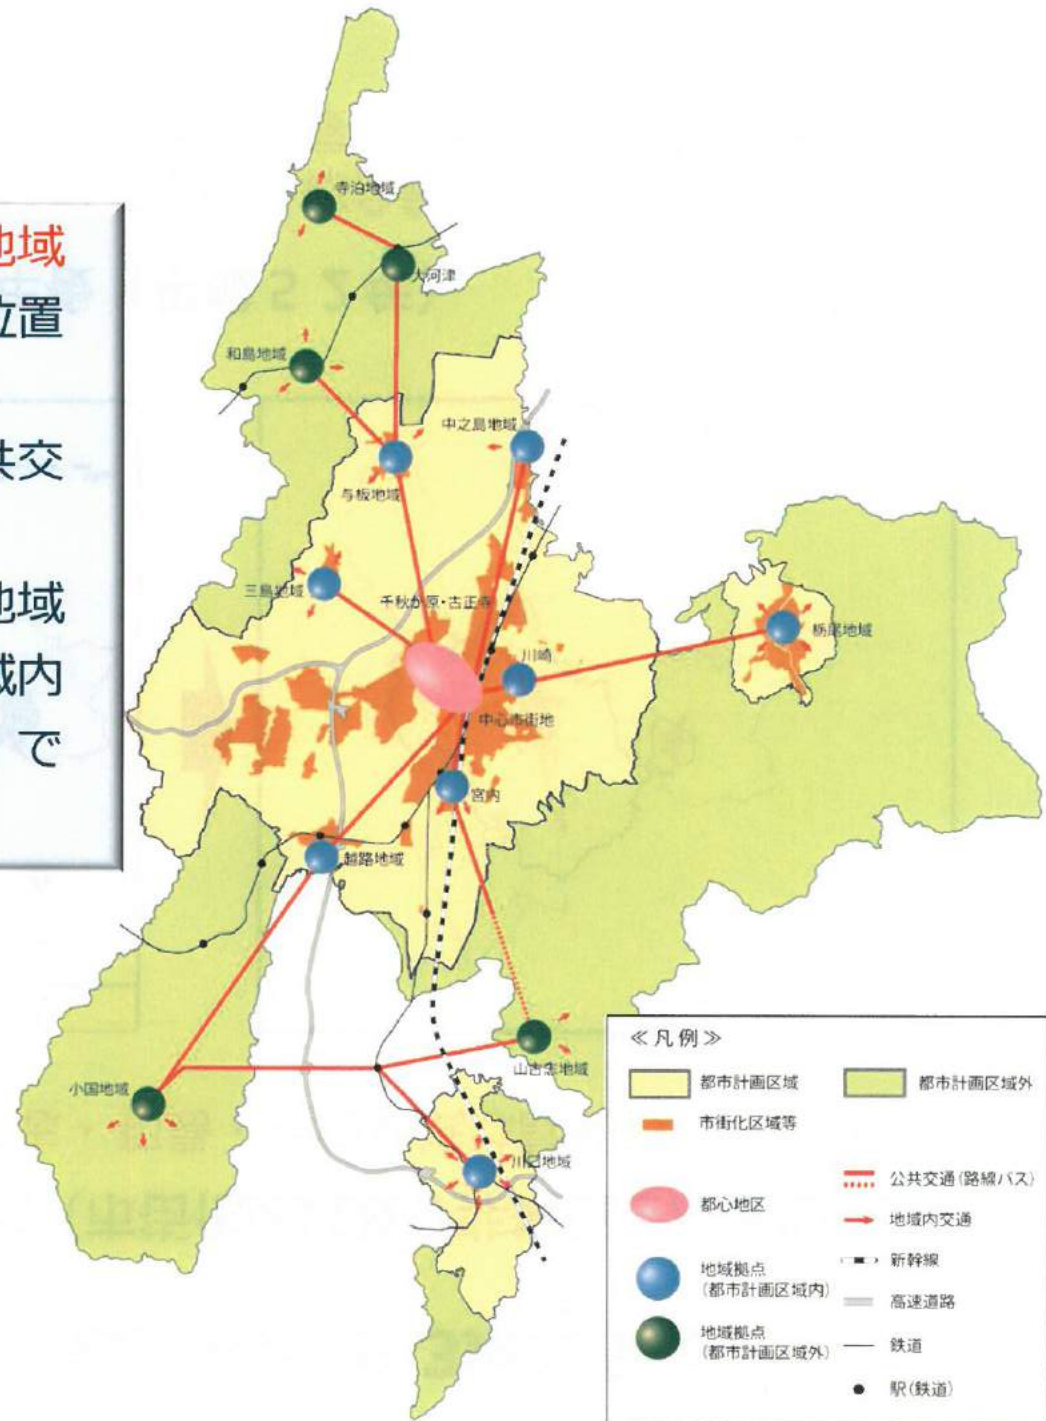 地域
位置
共交
地域
域内
で
寺泊地域
大河津
和島地域
中之島地域
与板地域
三島地域
千秋が原・古正寺
栃尾地域
川崎
中心市街地
宮内
越路地域
小国地域
山古志地域
川口地域
≪凡例≫
都市計画区域
都市計画区域外
市街化区域等
都心地区
公共交通(路線バス)
地域内交通
新幹線
地域拠点
(都市計画区域内)
高速道路
地域拠点
(都市計画区域外)
鉄道
駅(鉄道)